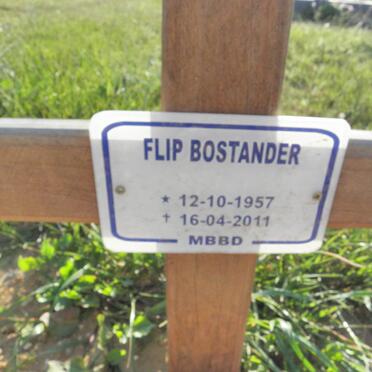 FLIP BOSTANDER
★ 12-10-1957
† 16-04-2011
MBBD